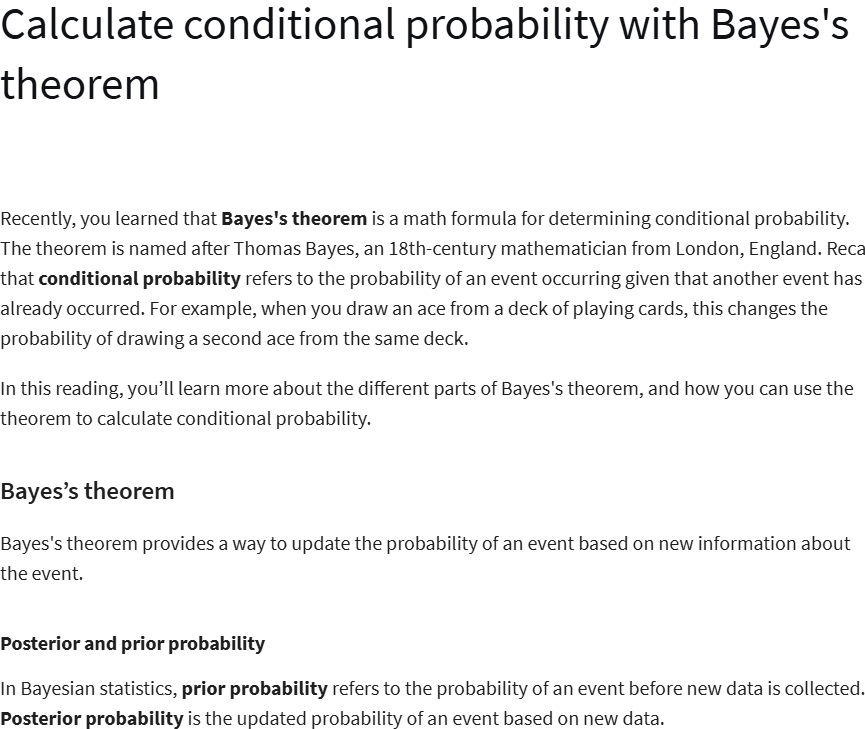 Calculate conditional probability with Bayes's
theorem
Recently, you learned that Bayes's theorem is a math formula for determining conditional probability.
The theorem is named after Thomas Bayes, an 18th-century mathematician from London, England. Reca
that conditional probability refers to the probability of an event occurring given that another event has
already occurred. For example, when you draw an ace from a deck of playing cards, this changes the
probability of drawing a second ace from the same deck.
In this reading, you’ll learn more about the different parts of Bayes's theorem, and how you can use the
theorem to calculate conditional probability.
Bayes’s theorem
Bayes's theorem provides a way to update the probability of an event based on new information about
the event.
Posterior and prior probability
In Bayesian statistics, prior probability refers to the probability of an event before new data is collected.
Posterior probability is the updated probability of an event based on new data.